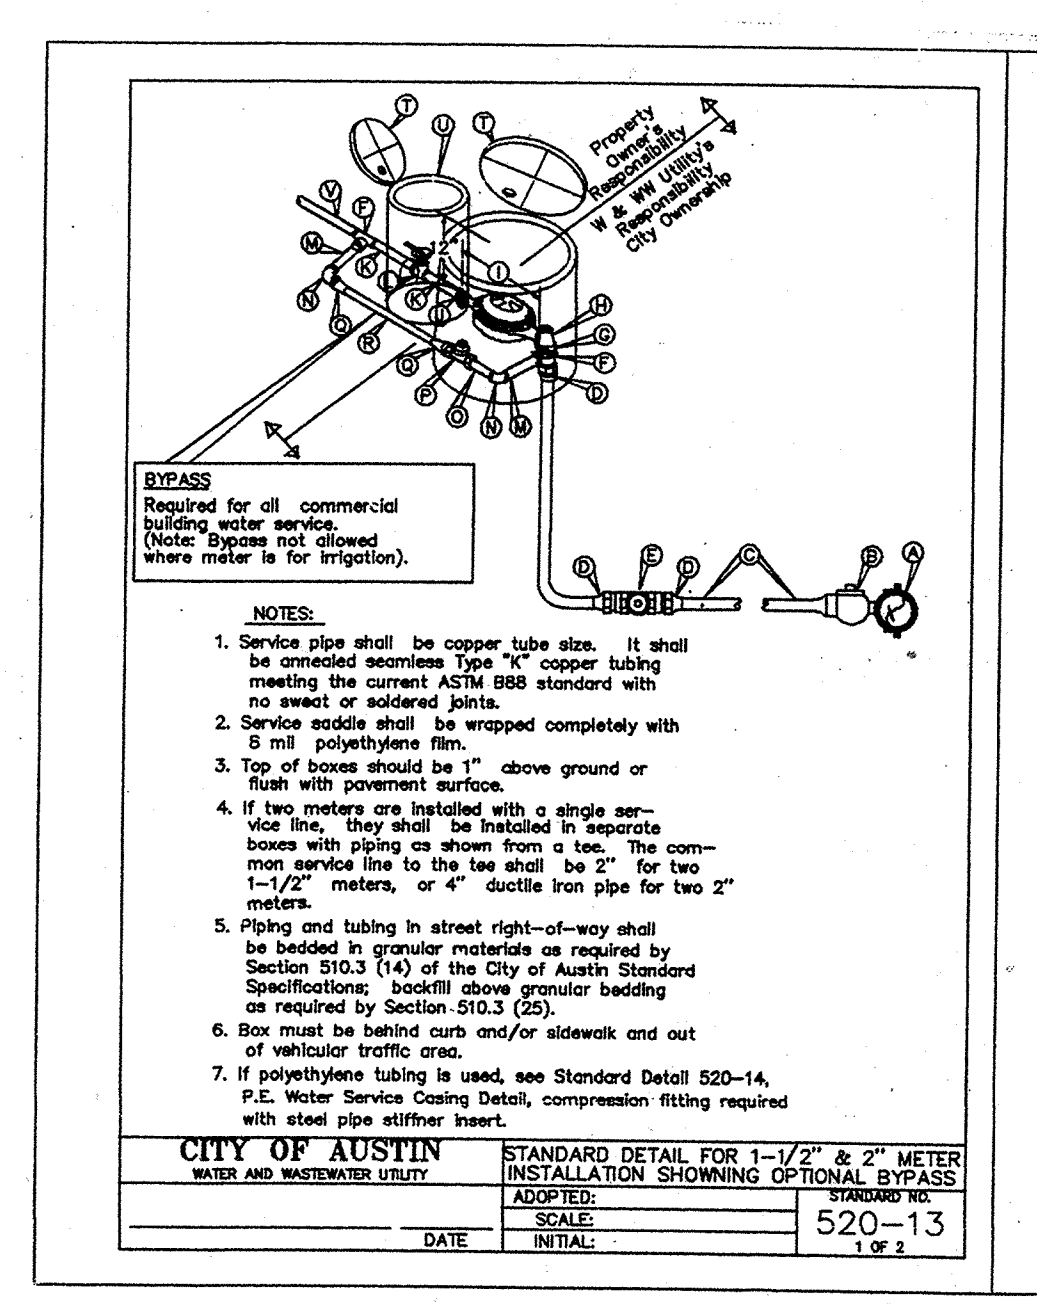 T
U
T
Property
Owner's
Responsibility
W & WW Utility's
Responsibility
City Ownership
V
F
M
K
12"
I
N
L
K
H
Q
R
G
Q
F
P
D
O
N
M
BYPASS
Required for all commercial
building water service.
(Note: Bypass not allowed
where meter is for irrigation).
D
E
D
C
B
A
NOTES:
1. Service pipe shall be copper tube size. It shall
be annealed seamless Type "K" copper tubing
meeting the current ASTM B88 standard with
no sweat or soldered joints.
2. Service saddle shall be wrapped completely with
8 mil polyethylene film.
3. Top of boxes should be 1" above ground or
flush with pavement surface.
4. If two meters are installed with a single ser-
vice line, they shall be installed in separate
boxes with piping as shown from a tee. The com-
mon service line to the tee shall be 2" for two
1-1/2" meters, or 4" ductile iron pipe for two 2"
meters.
5. Piping and tubing in street right-of-way shall
be bedded in granular materials as required by
Section 510.3 (14) of the City of Austin Standard
Specifications; backfill above granular bedding
as required by Section 510.3 (25).
6. Box must be behind curb and/or sidewalk and out
of vehicular traffic area.
7. If polyethylene tubing is used, see Standard Detail 520-14,
P.E. Water Service Casing Detail, compression fitting required
with steel pipe stiffner insert.
CITY OF AUSTIN
WATER AND WASTEWATER UTILITY
DATE
STANDARD DETAIL FOR 1-1/2" & 2" METER
INSTALLATION SHOWNING OPTIONAL BYPASS
ADOPTED:
SCALE:
INITIAL:
STANDARD NO.
520-13
1 OF 2